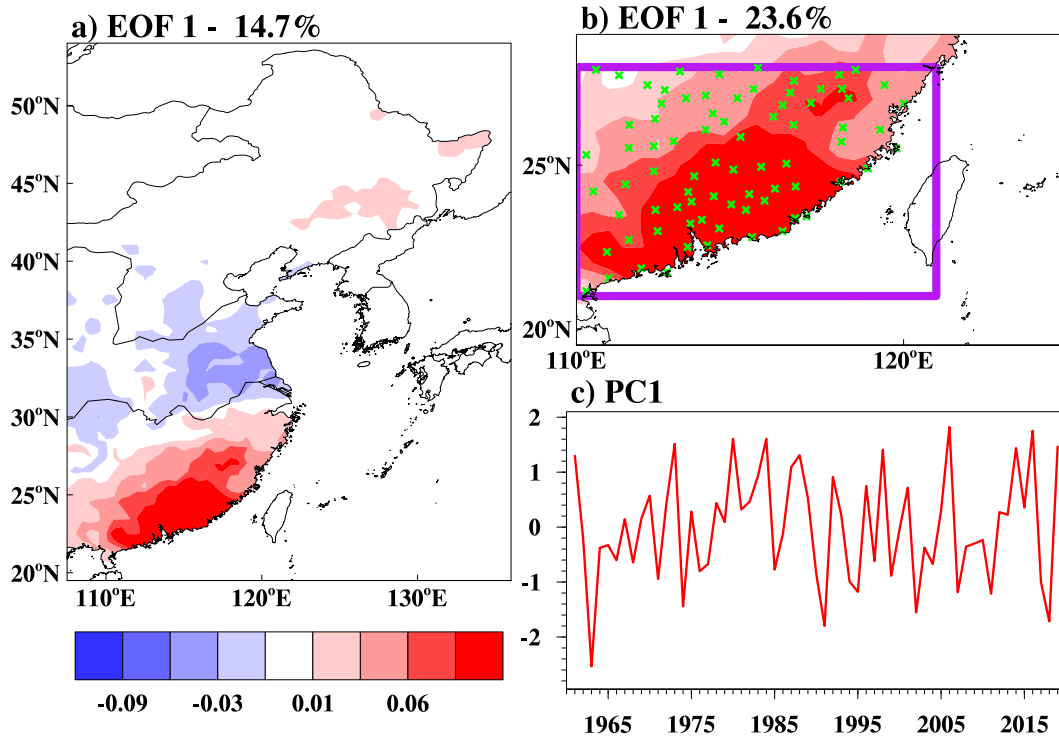 a) EOF 1 - 14.7%
50°N
45°N
40°N
35°N
30°N
25°N
20°N
110°E 120°E 130°E
-0.09 -0.03 0.01 0.06
b) EOF 1 - 23.6%
25°N
20°N
110°E 120°E
c) PC1
2
1
0
-1
-2
1965 1975 1985 1995 2005 2015